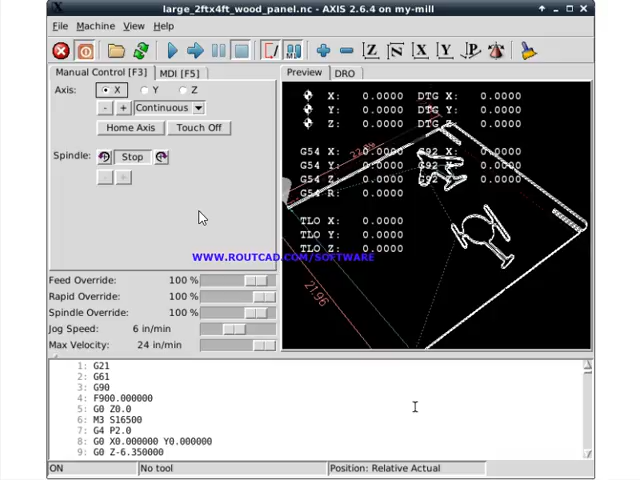 large_2ftx4ft_wood_panel.nc - AXIS 2.6.4 on my-mill
File Machine View Help
Z N X Y P
Manual Control [F3] MDI [F5]
Preview DRO
Axis: X Y Z
- + Continuous
Home Axis Touch Off
Spindle: Stop
- +
X: 0.0000 DTG X: 0.0000
Y: 0.0000 DTG Y: 0.0000
Z: 0.0000 DTG Z: 0.0000
G54 X: 0.0000 G92 X: 0.0000
G54 Y: 0.0000 G92 Y: 0.0000
G54 Z: 0.0000 G92 Z: 0.0000
G54 R: 0.0000
TLO X: 0.0000
TLO Y: 0.0000
TLO Z: 0.0000
21.96
WWW.ROUTCAD.COM/SOFTWARE
Feed Override: 100 %
Rapid Override: 100 %
Spindle Override: 100 %
Jog Speed: 6 in/min
Max Velocity: 24 in/min
1: G21
2: G61
3: G90
4: F900.000000
5: G0 Z0.0
6: M3 S16500
7: G4 P2.0
8: G0 X0.000000 Y0.000000
9: G0 Z-6.350000
ON No tool Position: Relative Actual